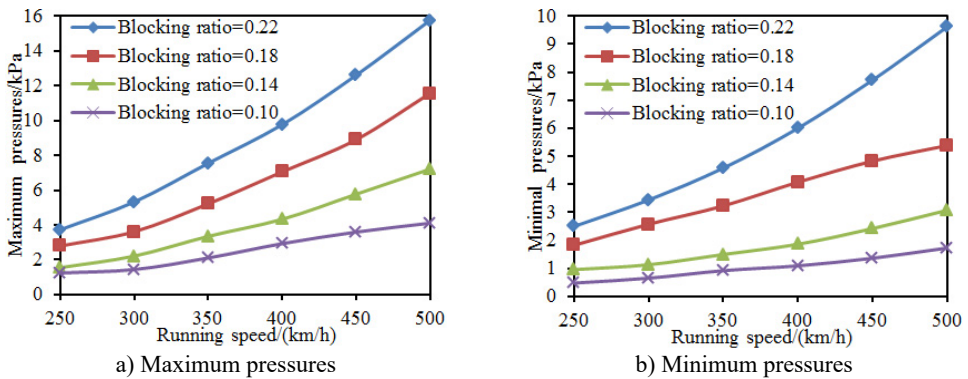 16
14
12
10
8
6
4
2
0
Maximum pressures/kPa
Blocking ratio=0.22
Blocking ratio=0.18
Blocking ratio=0.14
Blocking ratio=0.10
250 300 350 400 450 500
Running speed/(km/h)
a) Maximum pressures
10
9
8
7
6
5
4
3
2
1
0
Minimal pressures/kPa
Blocking ratio=0.22
Blocking ratio=0.18
Blocking ratio=0.14
Blocking ratio=0.10
250 300 350 400 450 500
Running speed/(km/h)
b) Minimum pressures